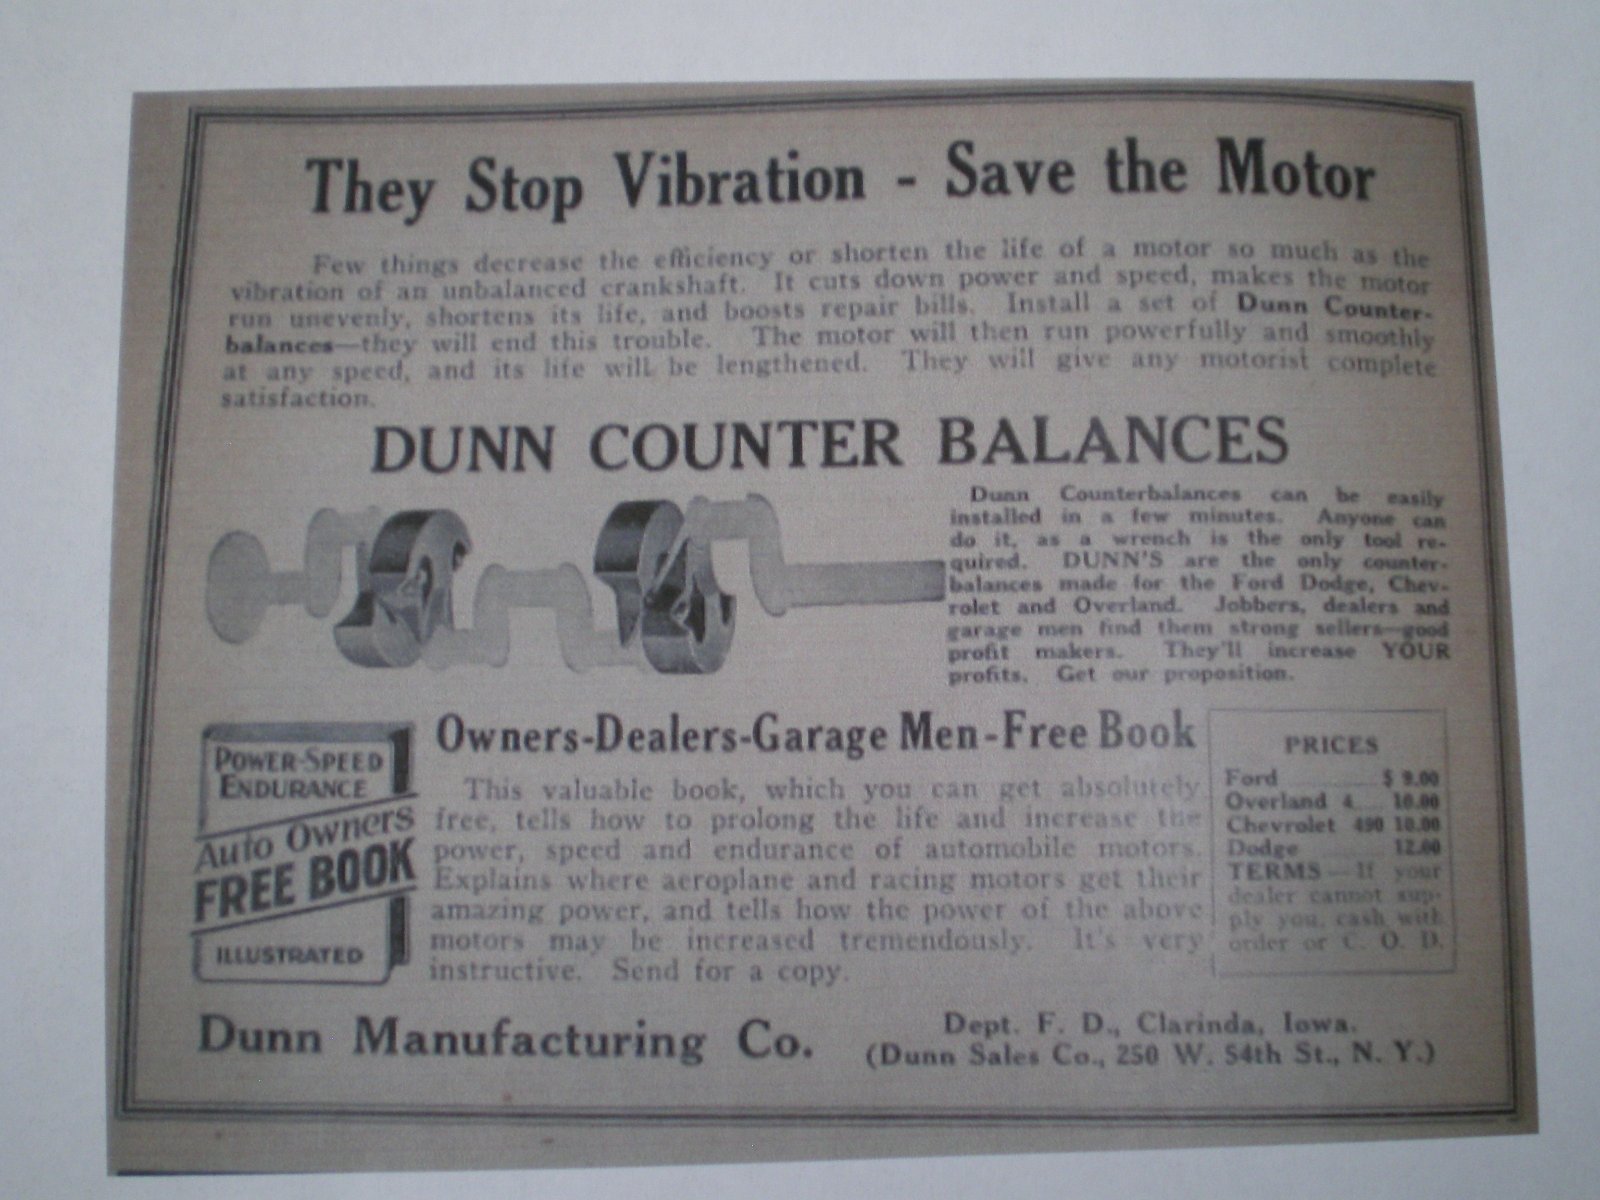 They Stop Vibration - Save the Motor
Few things decrease the efficiency or shorten the life of a motor so much as the
vibration of an unbalanced crankshaft. It cuts down power and speed, makes the motor
run unevenly, shortens its life, and boosts repair bills. Install a set of Dunn Counter-
balances—they will end this trouble. The motor will then run powerfully and smoothly
at any speed, and its life will be lengthened. They will give any motorist complete
satisfaction.
DUNN COUNTER BALANCES
Dunn Counterbalances can be easily
installed in a few minutes. Anyone can
do it, as a wrench is the only tool re-
quired. DUNN'S are the only counter-
balances made for the Ford Dodge, Chev-
rolet and Overland. Jobbers, dealers and
garage men find them strong sellers—good
profit makers. They'll increase YOUR
profits. Get our proposition.
POWER-SPEED
ENDURANCE
Auto Owners
FREE BOOK
ILLUSTRATED
Owners-Dealers-Garage Men-Free Book
This valuable book, which you can get absolutely
free, tells how to prolong the life and increase the
power, speed and endurance of automobile motors.
Explains where aeroplane and racing motors get their
amazing power, and tells how the power of the above
motors may be increased tremendously. It's very
instructive. Send for a copy.
PRICES
Ford $ 9.00
Overland 4 10.00
Chevrolet 490 10.00
Dodge 12.00
TERMS—If your
dealer cannot sup-
ply you, cash with
order or C. O. D.
Dunn Manufacturing Co.
Dept. F. D., Clarinda, Iowa.
(Dunn Sales Co., 250 W. 54th St., N. Y.)